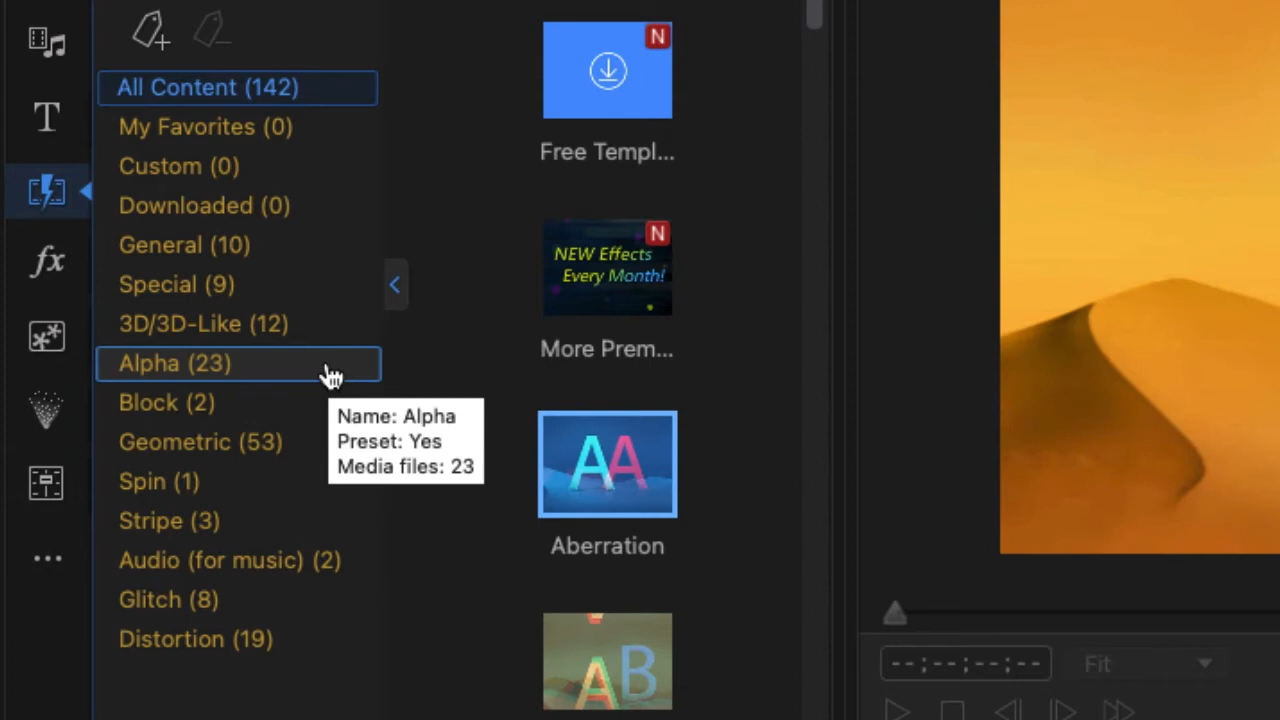 T
fx
All Content (142)
My Favorites (0)
Custom (0)
Downloaded (0)
General (10)
Special (9)
3D/3D-Like (12)
Alpha (23)
Block (2)
Geometric (53)
Spin (1)
Stripe (3)
Audio (for music) (2)
Glitch (8)
Distortion (19)
Name: Alpha
Preset: Yes
Media files: 23
N
Free Templ...
N
NEW Effects
Every Month!
More Prem...
AA
Aberration
AB
--;--;--;--
Fit